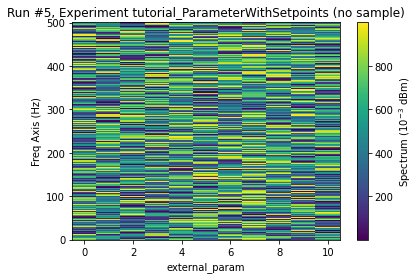 Run #5, Experiment tutorial_ParameterWithSetpoints (no sample)
500
400
300
200
100
0
Freq Axis (Hz)
0 2 4 6 8 10
external_param
800
600
400
200
Spectrum (10⁻³ dBm)